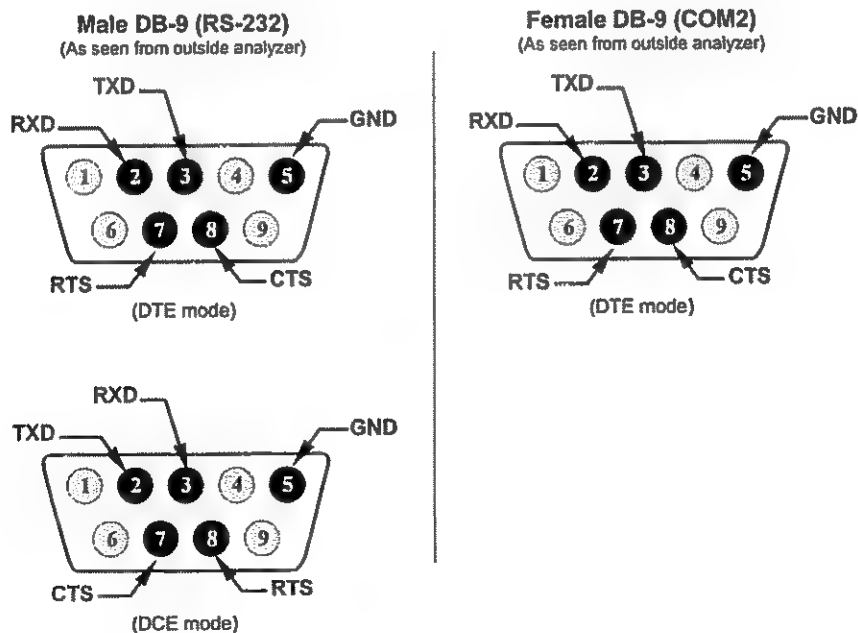 Male DB-9 (RS-232)
(As seen from outside analyzer)
TXD
RXD
GND
1 2 3 4 5
6 7 8 9
RTS
CTS
(DTE mode)
RXD
TXD
GND
1 2 3 4 5
6 7 8 9
CTS
RTS
(DCE mode)
Female DB-9 (COM2)
(As seen from outside analyzer)
TXD
RXD
GND
1 2 3 4 5
6 7 8 9
RTS
CTS
(DTE mode)